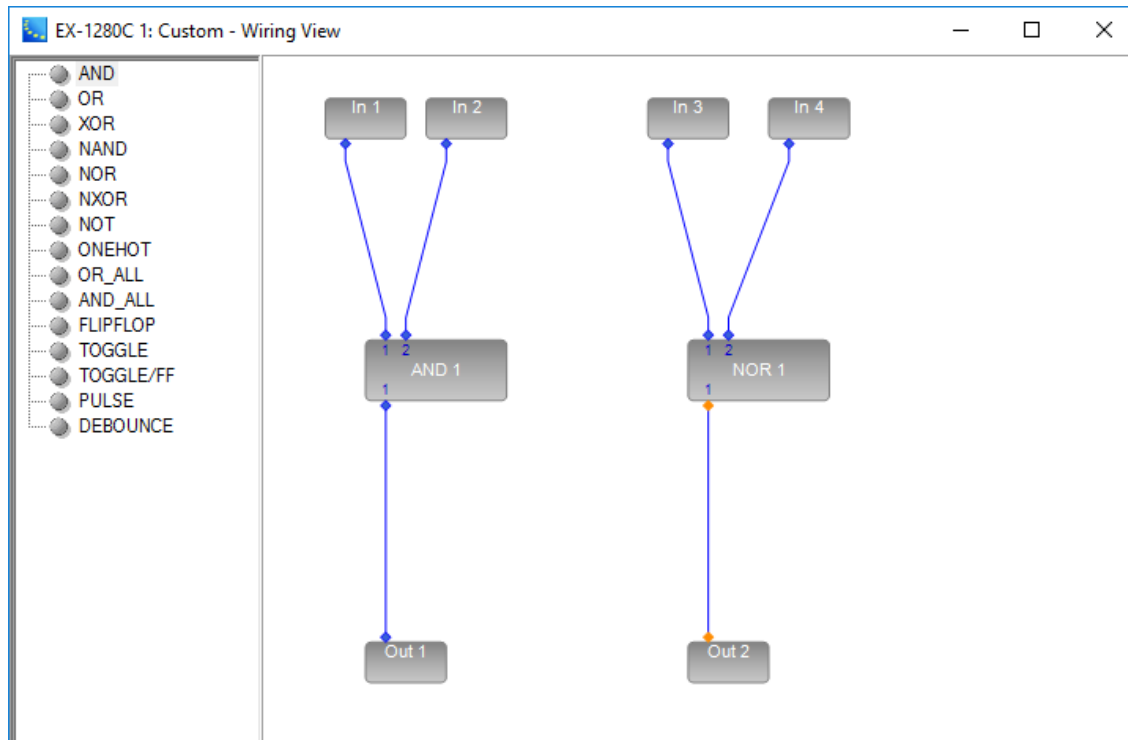 EX-1280C 1: Custom - Wiring View
AND
OR
XOR
NAND
NOR
NXOR
NOT
ONEHOT
OR_ALL
AND_ALL
FLIPFLOP
TOGGLE
TOGGLE/FF
PULSE
DEBOUNCE
In 1 In 2 In 3 In 4
1 2 1 2
AND 1 NOR 1
1 1
Out 1 Out 2